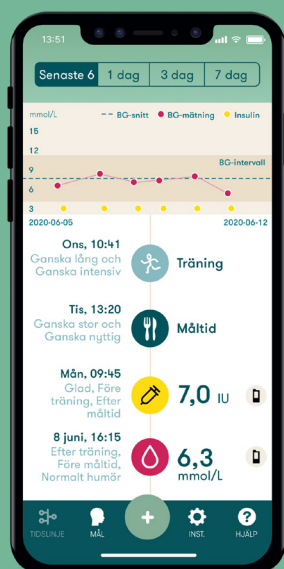 13:51
Senaste 6 1 dag 3 dag 7 dag
mmol/L -- BG-snitt BG-mätning Insulin
15
12
9 BG-intervall
6
3
2020-06-05 2020-06-12
Ons, 10:41
Ganska lång och
Ganska intensiv
Träning
Tis, 13:20
Ganska stor och
Ganska nyttig
Måltid
Mån, 09:45
Glad, Före
träning, Efter
måltid
7,0 IU
8 juni, 16:15
Efter träning,
Före måltid,
Normalt humör
6,3
mmol/L
TIDSLINJE MÅL + INST. ? HJÄLP